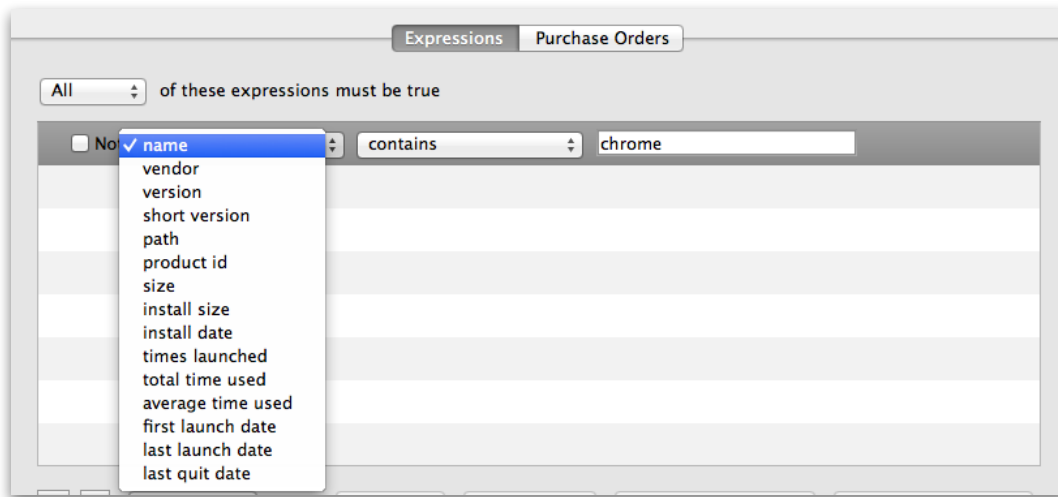 Expressions Purchase Orders
All of these expressions must be true
No ✓ name contains chrome
vendor
version
short version
path
product id
size
install size
install date
times launched
total time used
average time used
first launch date
last launch date
last quit date